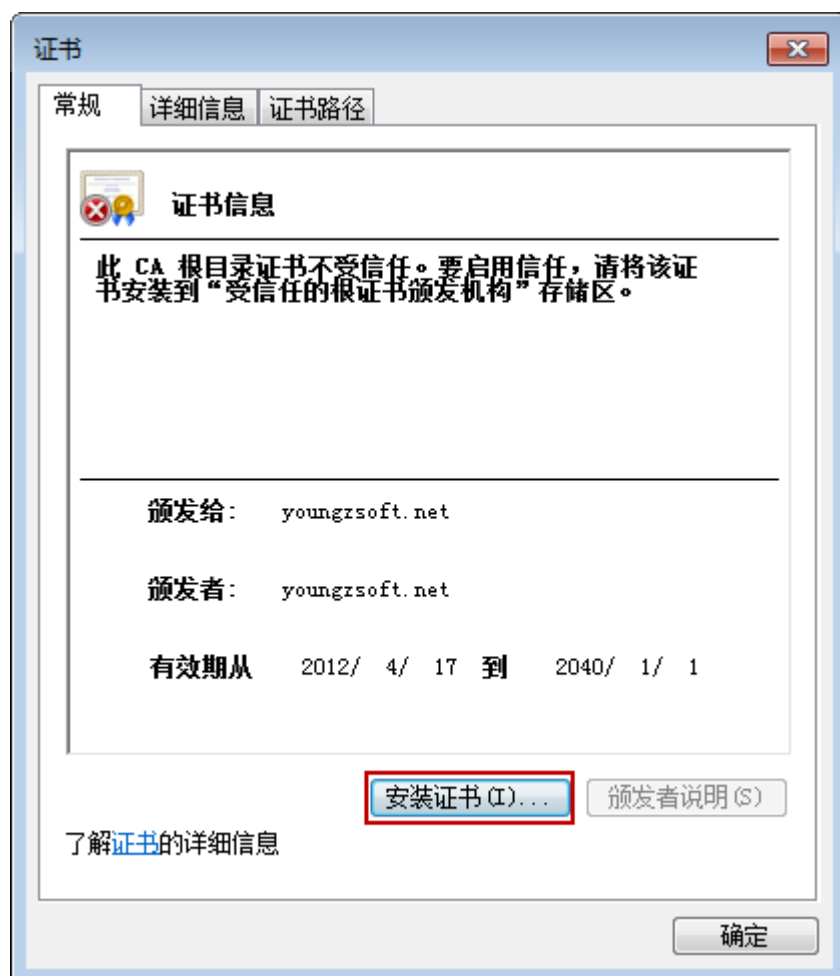 证书
常规 详细信息 证书路径
证书信息
此 CA 根目录证书不受信任。要启用信任，请将该证
书安装到“受信任的根证书颁发机构”存储区。
颁发给： youngzsoft.net
颁发者： youngzsoft.net
有效期从 2012/ 4/ 17 到 2040/ 1/ 1
安装证书(I)... 颁发者说明(S)
了解证书的详细信息
确定